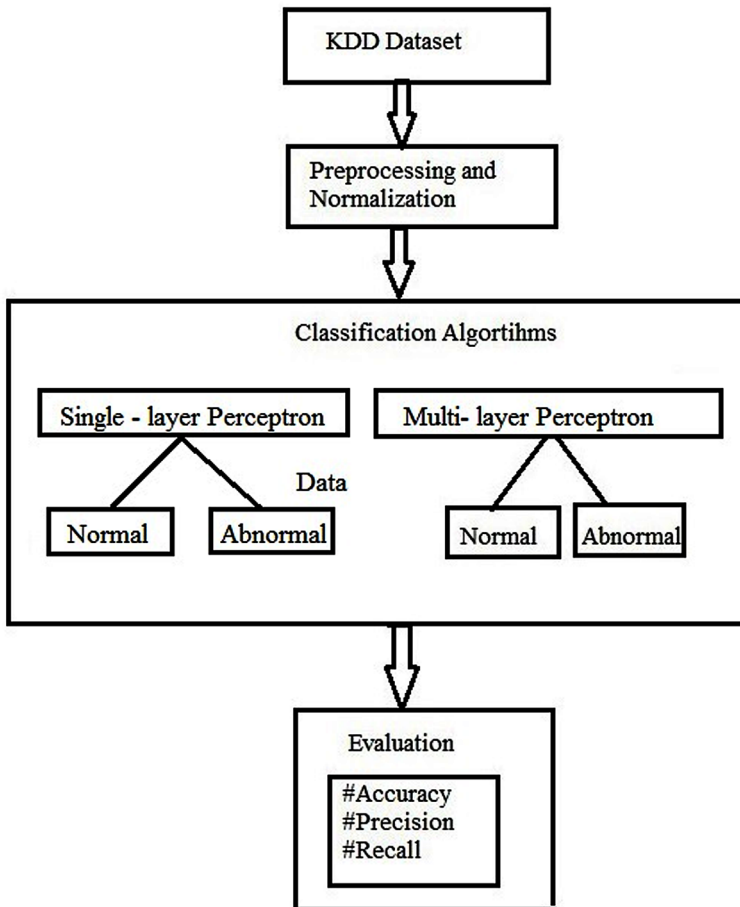 KDD Dataset
Preprocessing and
Normalization
Classification Algortihms
Single - layer Perceptron
Multi- layer Perceptron
Data
Normal
Abnormal
Normal
Abnormal
Evaluation
#Accuracy
#Precision
#Recall